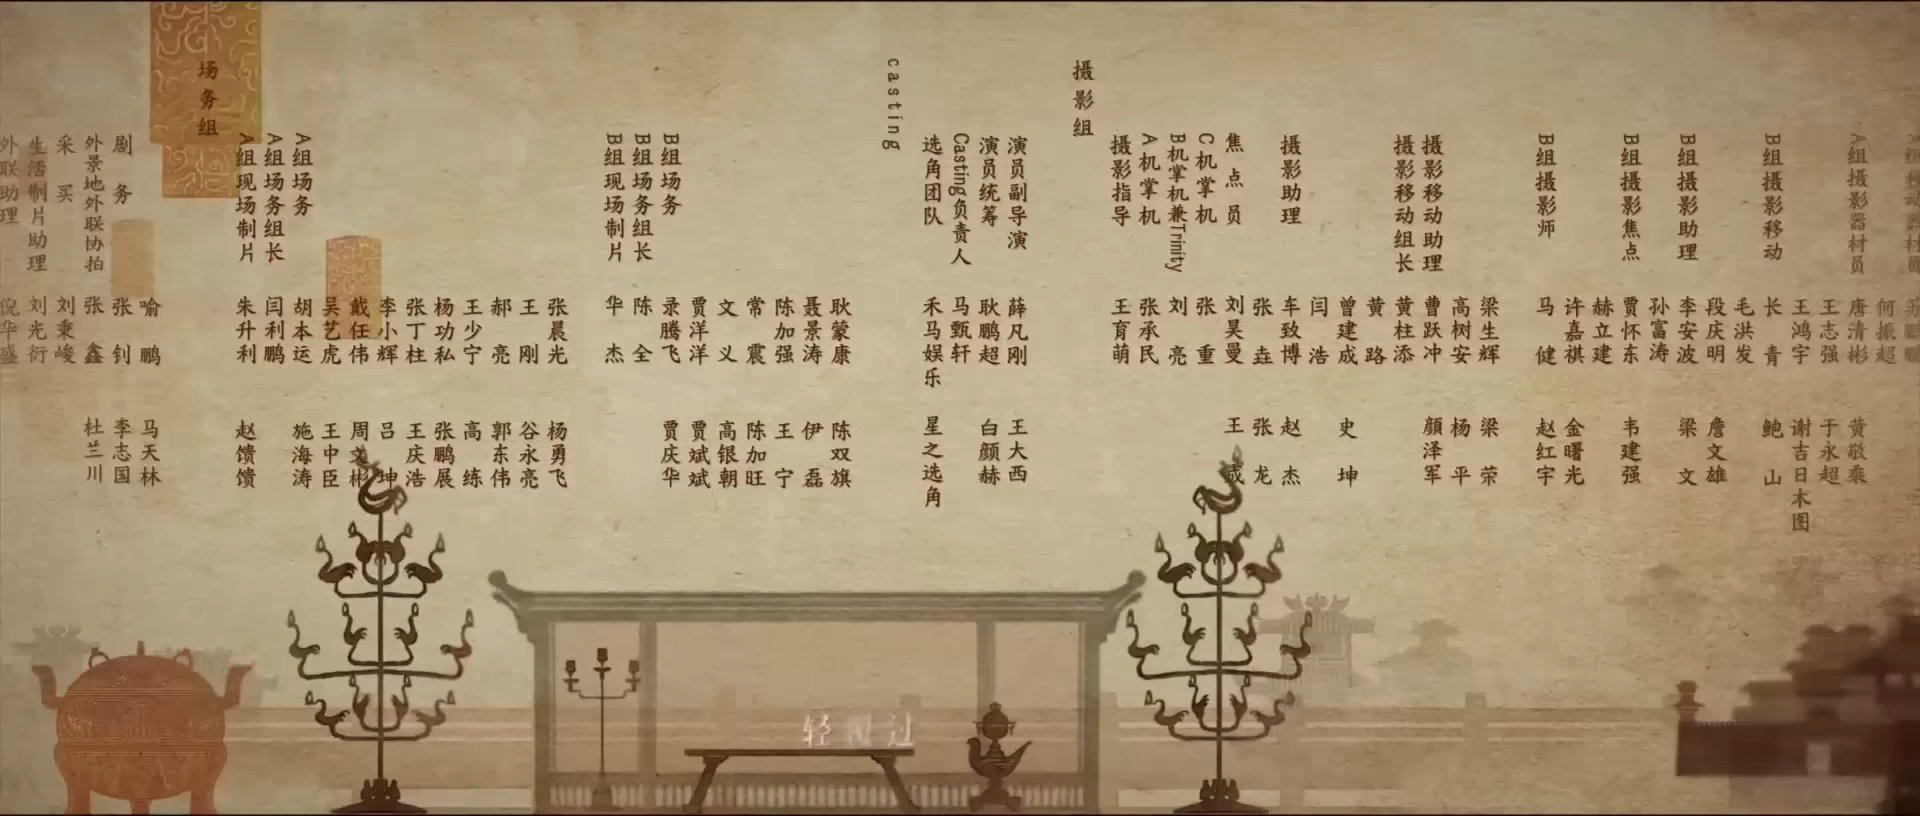 外联助理 倪华盛
生活制片助理 刘光衍
采买 刘秉峻
外景地外联协拍 张鑫 杜兰川
剧务 张钊 李志国
喻鹏 马天林
场务组
A组现场制片 朱升利 赵馈馈
A组场务组长 闫利鹏
A组场务 胡本运 施海涛
吴艺虎 王中臣
戴任伟 周文彬
李小辉 吕坤
张丁柱 王庆浩
杨功私 张鹏展
王少宁 高练
郝亮 郭东伟
王刚 谷永亮
张晨光 杨勇飞
B组现场制片 华杰
B组场务组长 陈全
B组场务 录腾飞 贾庆华
贾洋洋 贾斌斌
文义 高银朝
常震 陈加旺
陈加强 王宁
聂景涛 伊磊
耿蒙康 陈双旗
casting
选角团队 禾马娱乐 星之选角
Casting负责人 马甄轩
演员统筹 耿鹏超 白颜赫
演员副导演 薛凡刚 王大西
摄影组
摄影指导 王育萌
A机掌机 张承民
B机掌机兼Trinity 刘亮
C机掌机 张重
焦点员 刘昊曼 王成
张垚 张龙
摄影助理 车致博 赵杰
闫浩
曾建成 史坤
黄路
摄影移动组长 黄柱添
摄影移动助理 曹跃冲 颜泽军
高树安 杨平
梁生辉 梁荣
B组摄影师 马健 赵红宇
许嘉祺 金曙光
赫立建
B组摄影焦点 贾怀东 韦建强
孙富涛
B组摄影助理 李安波 梁文
段庆明 詹文雄
毛洪发
B组摄影移动 长青 鲍山
王鸿宇 谢吉日木图
王志强 于永超
A组摄影器材员 唐清彬 黄敬乘
何振超
轻 过